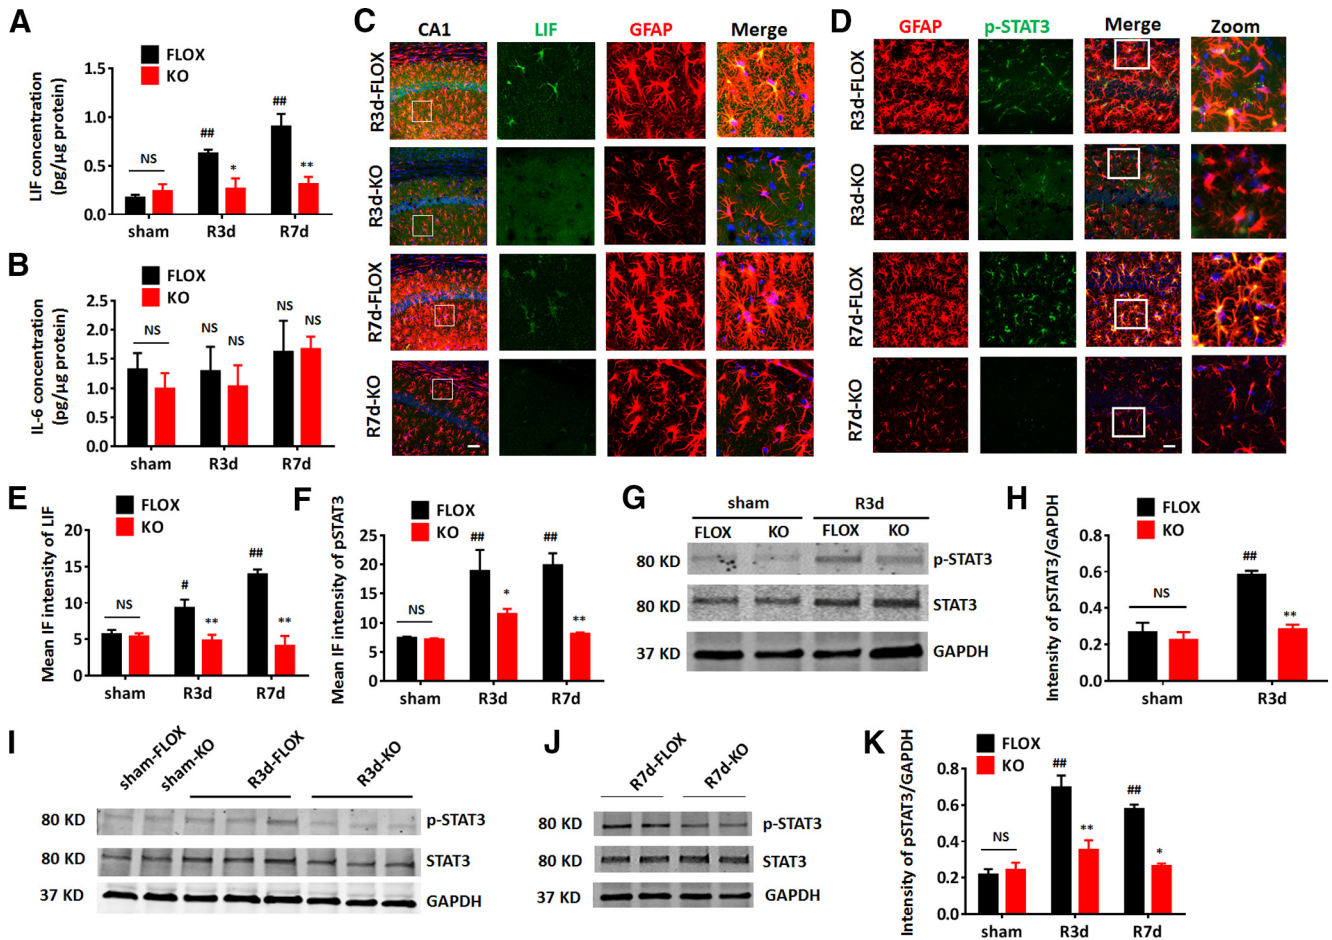 A
FLOX
KO
LIF concentration
(pg/µg protein)
1.5
1.0
0.5
0.0
NS
##
*
##
**
sham
R3d
R7d
B
FLOX
KO
IL-6 concentration
(pg/µg protein)
2.5
2.0
1.5
1.0
0.5
0.0
NS
NS
NS
NS
NS
sham
R3d
R7d
C
CA1
LIF
GFAP
Merge
R3d-FLOX
R3d-KO
R7d-FLOX
R7d-KO
D
GFAP
p-STAT3
Merge
Zoom
R3d-FLOX
R3d-KO
R7d-FLOX
R7d-KO
E
FLOX
KO
Mean IF intensity of LIF
20
15
10
5
0
NS
#
**
##
**
sham
R3d
R7d
F
FLOX
KO
Mean IF intensity of pSTAT3
25
20
15
10
5
0
NS
##
*
##
**
sham
R3d
R7d
G
sham
R3d
FLOX
KO
FLOX
KO
80 KD
p-STAT3
80 KD
STAT3
37 KD
GAPDH
H
FLOX
KO
Intensity of pSTAT3/GAPDH
0.8
0.6
0.4
0.2
0.0
NS
##
**
sham
R3d
I
sham-FLOX
sham-KO
R3d-FLOX
R3d-KO
80 KD
p-STAT3
80 KD
STAT3
37 KD
GAPDH
J
R7d-FLOX
R7d-KO
80 KD
p-STAT3
80 KD
STAT3
37 KD
GAPDH
K
FLOX
KO
Intensity of pSTAT3/GAPDH
0.8
0.6
0.4
0.2
0.0
NS
##
**
##
*
sham
R3d
R7d